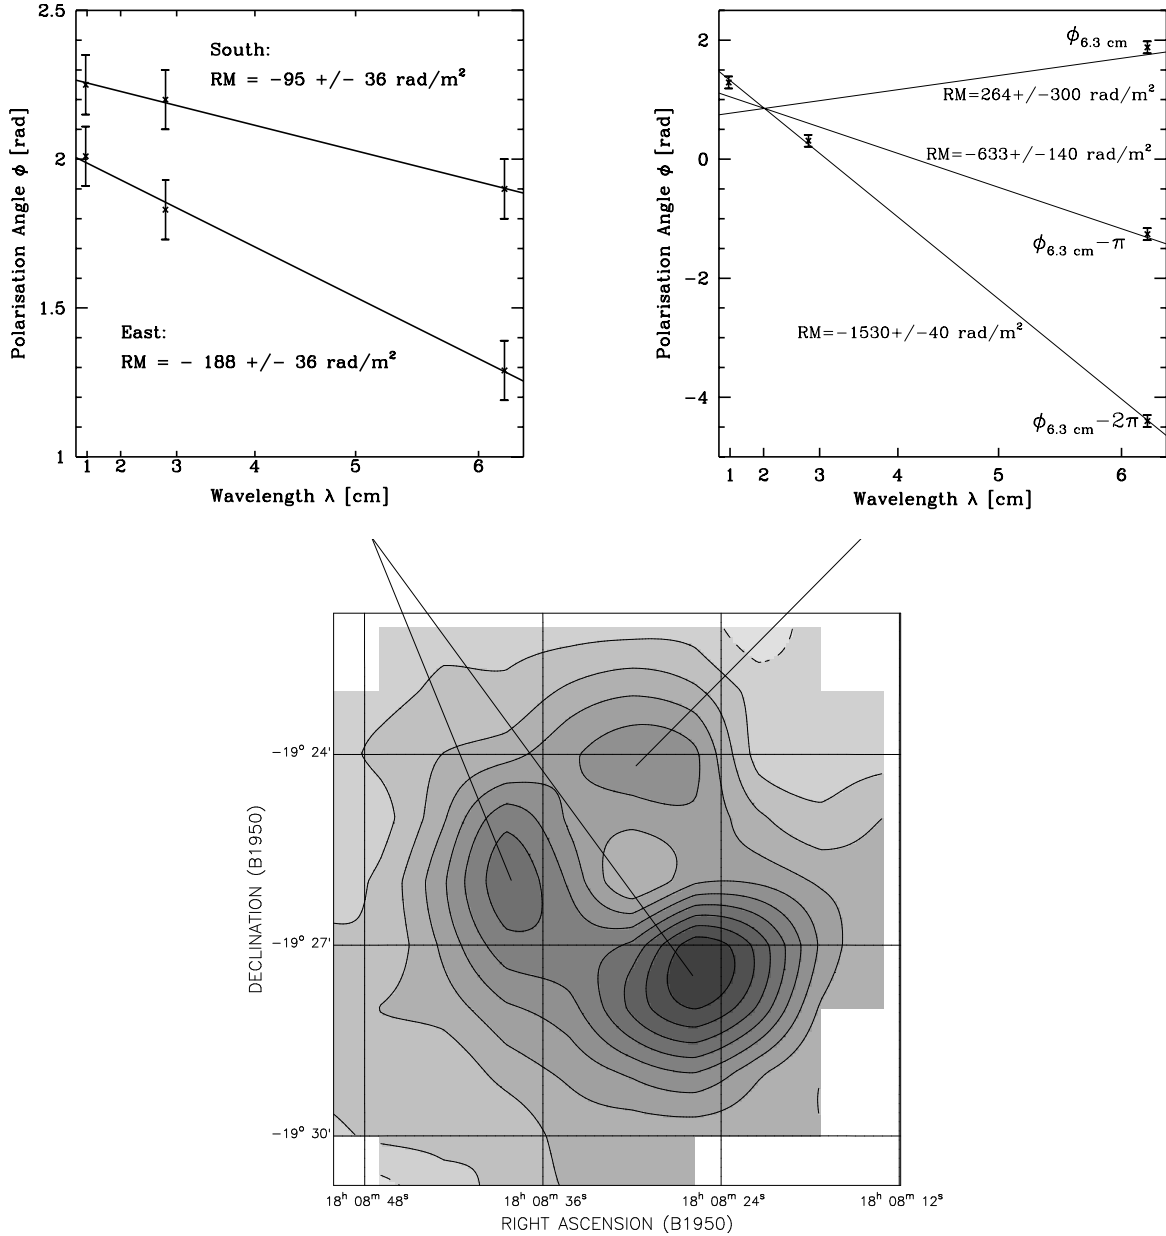 2.5
2
1.5
1
Polarisation Angle ϕ [rad]
South:
RM = −95 +/− 36 rad/m²
East:
RM = − 188 +/− 36 rad/m²
1 2 3 4 5 6
Wavelength λ [cm]
2
0
−2
−4
Polarisation Angle ϕ [rad]
ϕ6.3 cm
RM=264+/−300 rad/m²
RM=−633+/−140 rad/m²
ϕ6.3 cm−π
RM=−1530+/−40 rad/m²
ϕ6.3 cm−2π
1 2 3 4 5 6
Wavelength λ [cm]
−19° 24'
−19° 27'
−19° 30'
DECLINATION (B1950)
18ʰ 08ᵐ 48ˢ 18ʰ 08ᵐ 36ˢ 18ʰ 08ᵐ 24ˢ 18ʰ 08ᵐ 12ˢ
RIGHT ASCENSION (B1950)